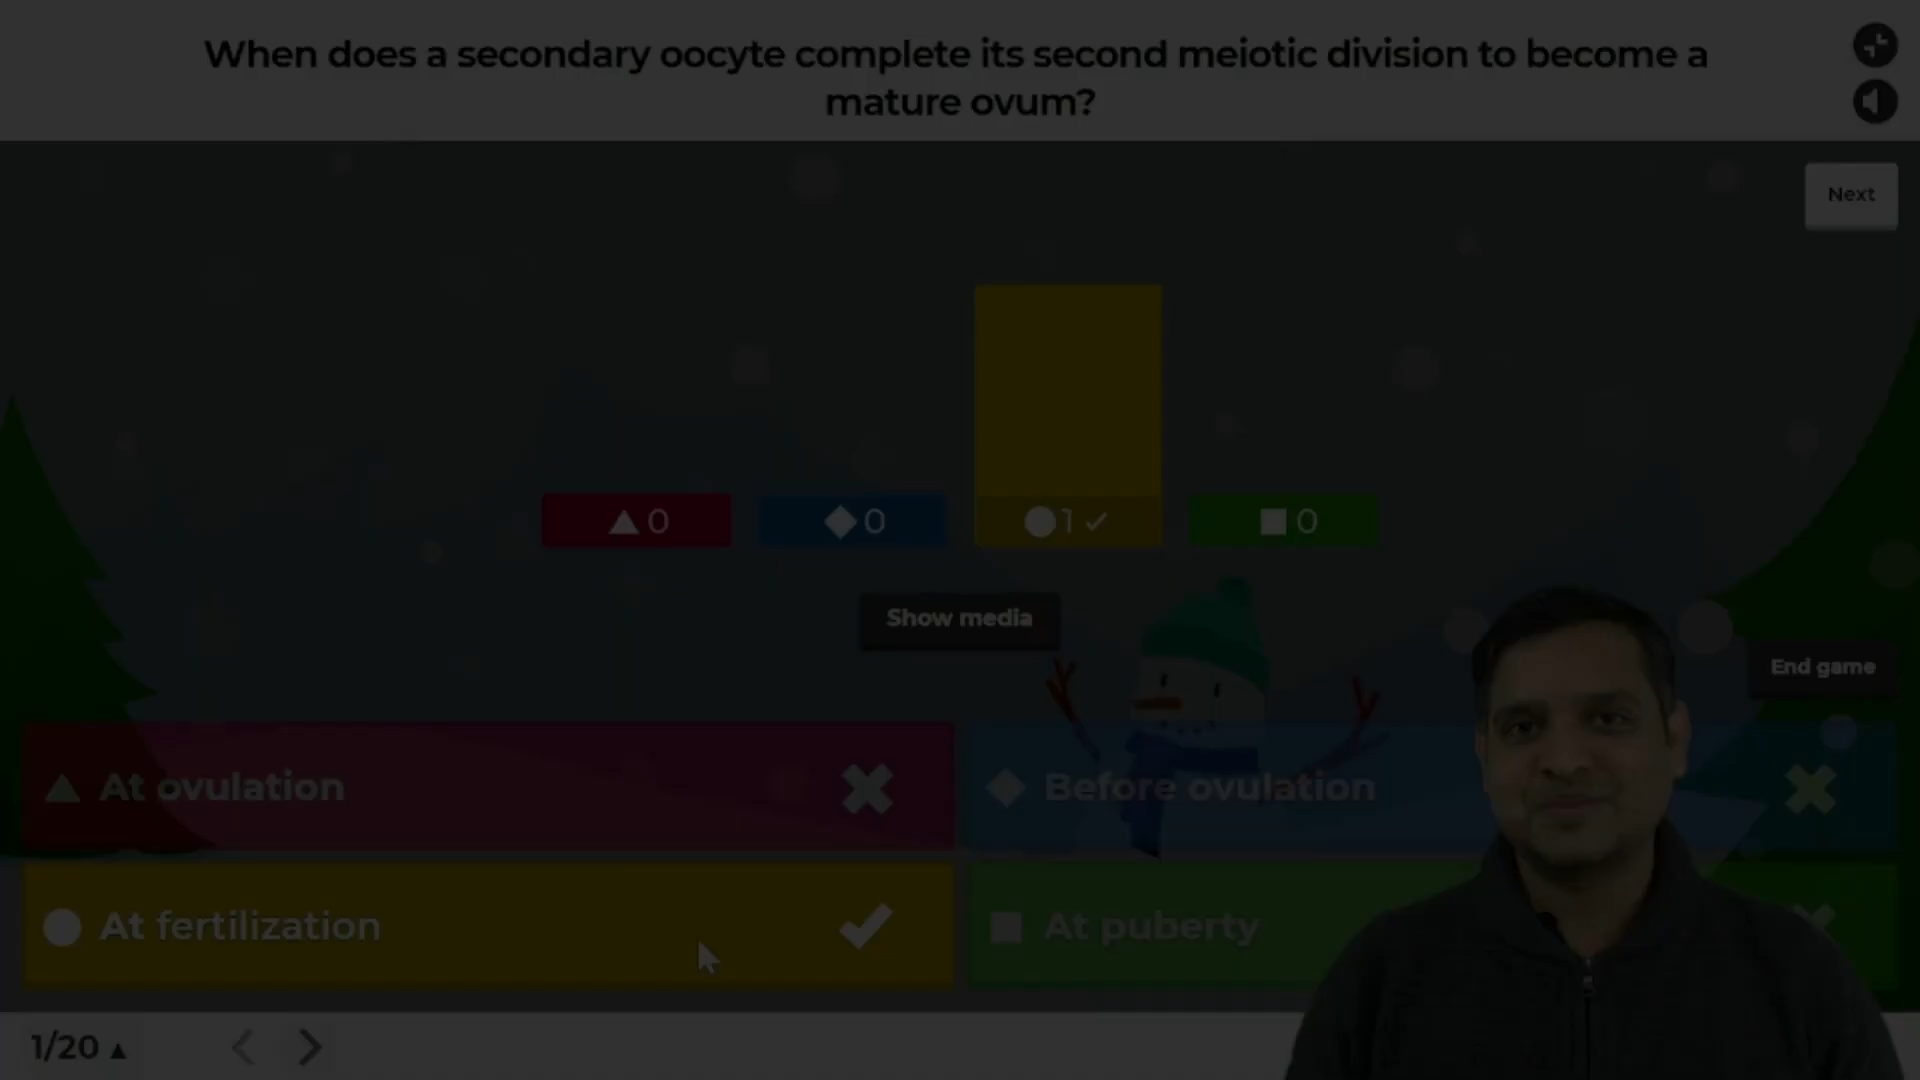 When does a secondary oocyte complete its second meiotic division to become a
mature ovum?
Next
0
0
1
0
Show media
End game
At ovulation
Before ovulation
At fertilization
At puberty
1/20